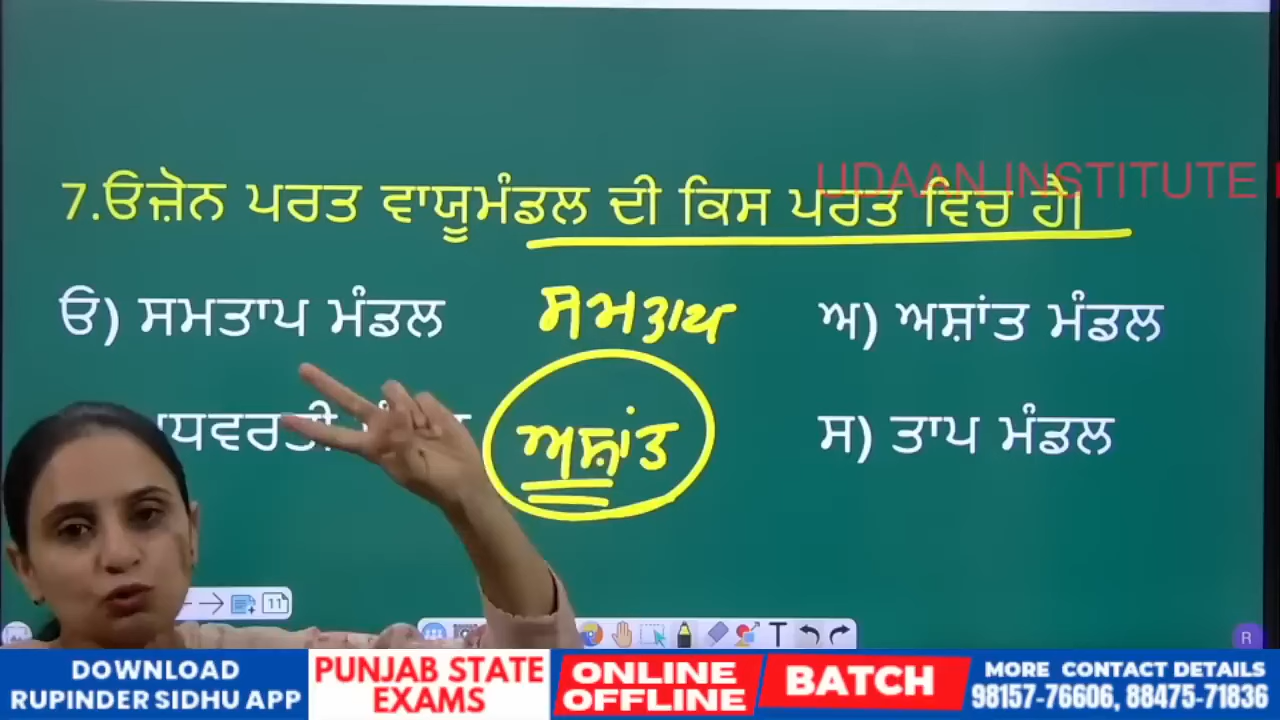 UDAAN INSTITUTE
7.ਓਜ਼ੋਨ ਪਰਤ ਵਾਯੂਮੰਡਲ ਦੀ ਕਿਸ ਪਰਤ ਵਿਚ ਹੈ।
ਓ) ਸਮਤਾਪ ਮੰਡਲ
ਸਮਤਾਪ
ਅ) ਅਸ਼ਾਂਤ ਮੰਡਲ
ਅਸ਼ਾਂਤ
ਸ) ਤਾਪ ਮੰਡਲ
11
T
R
DOWNLOAD
RUPINDER SIDHU APP
PUNJAB STATE
EXAMS
ONLINE
OFFLINE
BATCH
MORE CONTACT DETAILS
98157-76606, 88475-71836